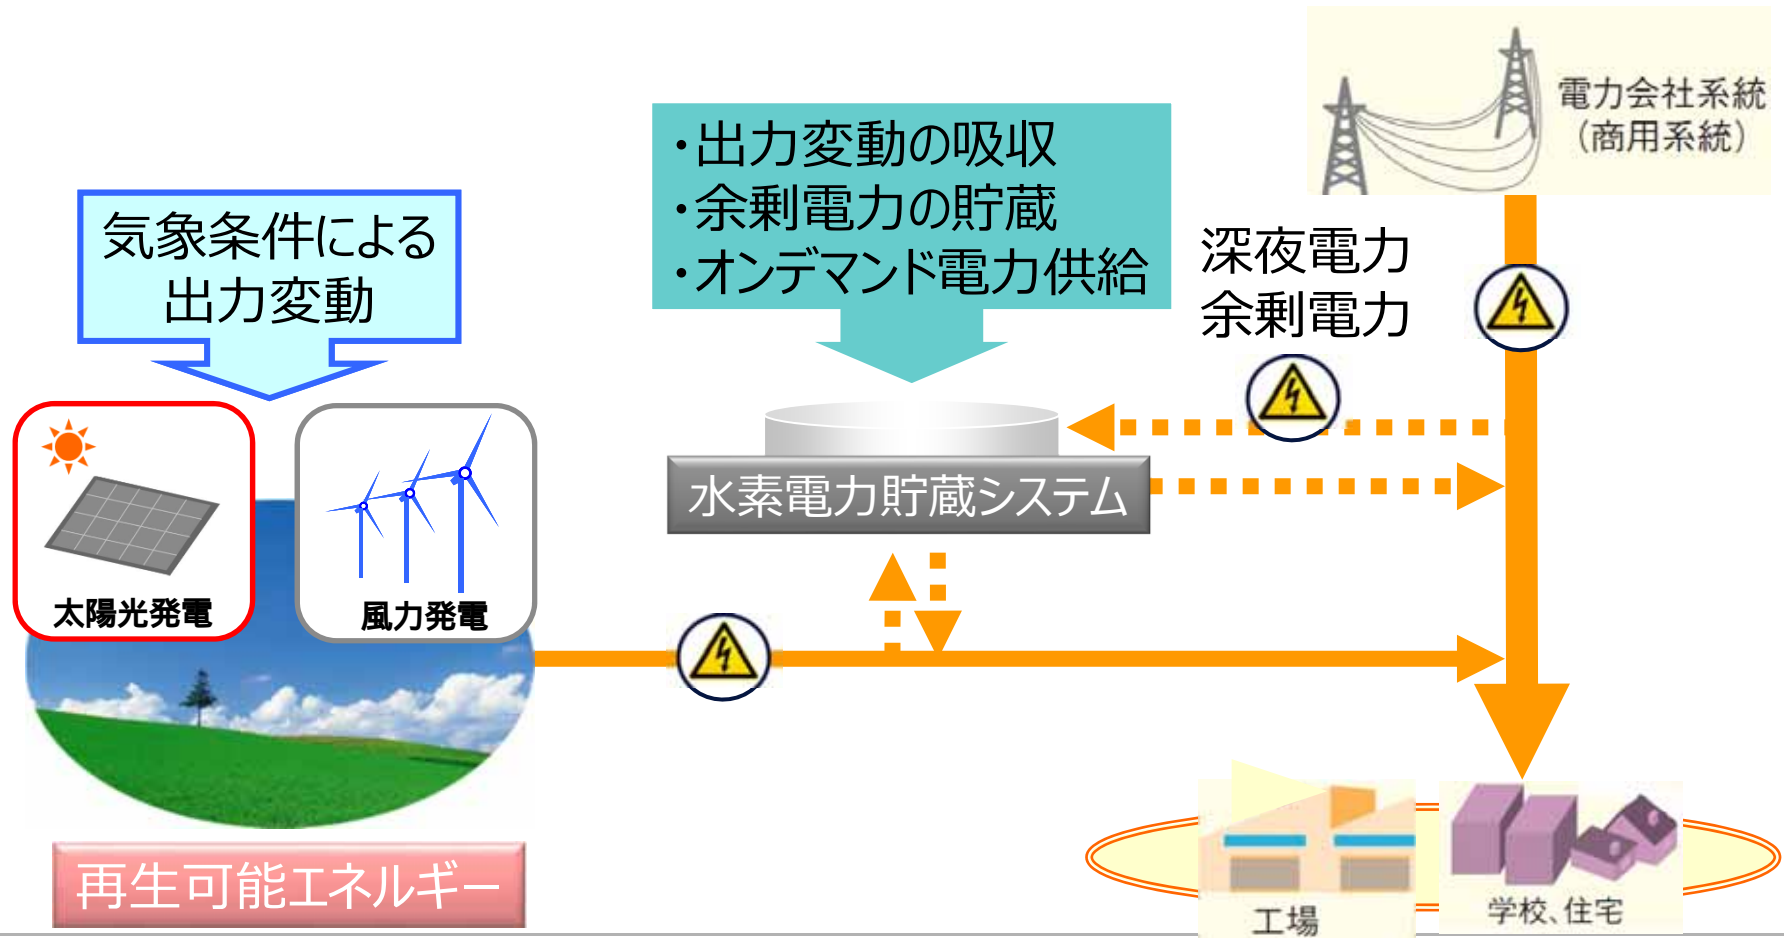 電力会社系統
（商用系統）
・出力変動の吸収
・余剰電力の貯蔵
・オンデマンド電力供給
気象条件による
出力変動
深夜電力
余剰電力
水素電力貯蔵システム
太陽光発電
風力発電
再生可能エネルギー
工場
学校、住宅